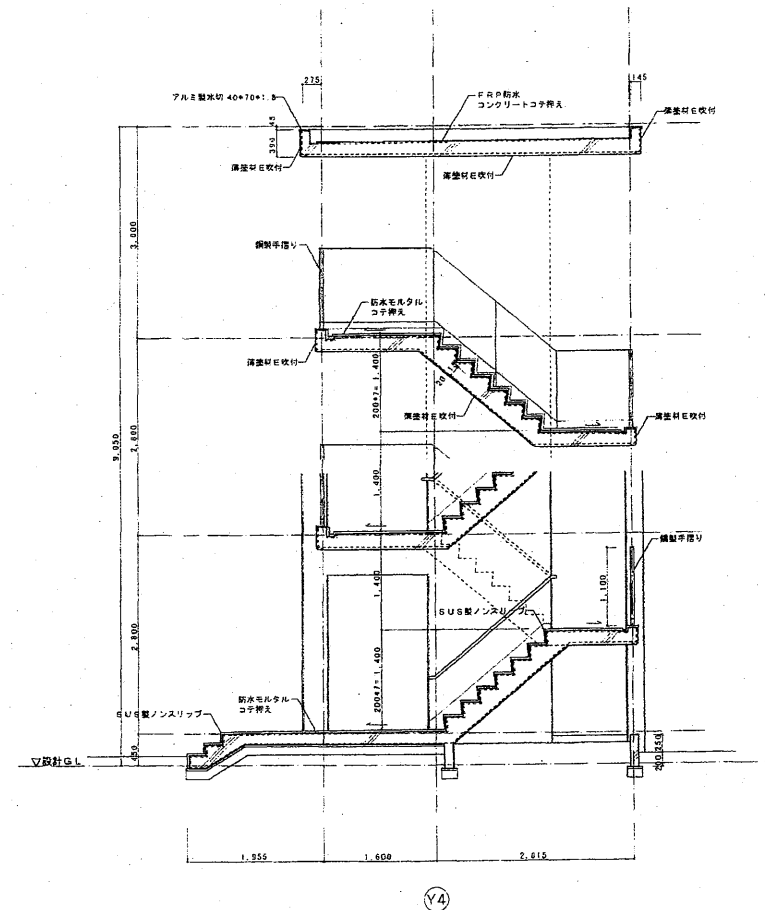 275
145
アルミ製水切 40*70*1.5
FRP防水
コンクリートコテ押え
薄塗材E吹付
45
390
薄塗材E吹付
薄塗材E吹付
3,000
鋼製手摺り
防水モルタル
コテ押え
薄塗材E吹付
200*7=1,400
薄塗材E吹付
薄塗材E吹付
9,050
2,800
1,400
鋼製手摺り
1,400
1,100
SUS製ノンスリップ
2,800
200*7=1,400
防水モルタル
コテ押え
SUS製ノンスリップ
450
200 250
▽設計GL
1,955
1,600
2,815
Y4